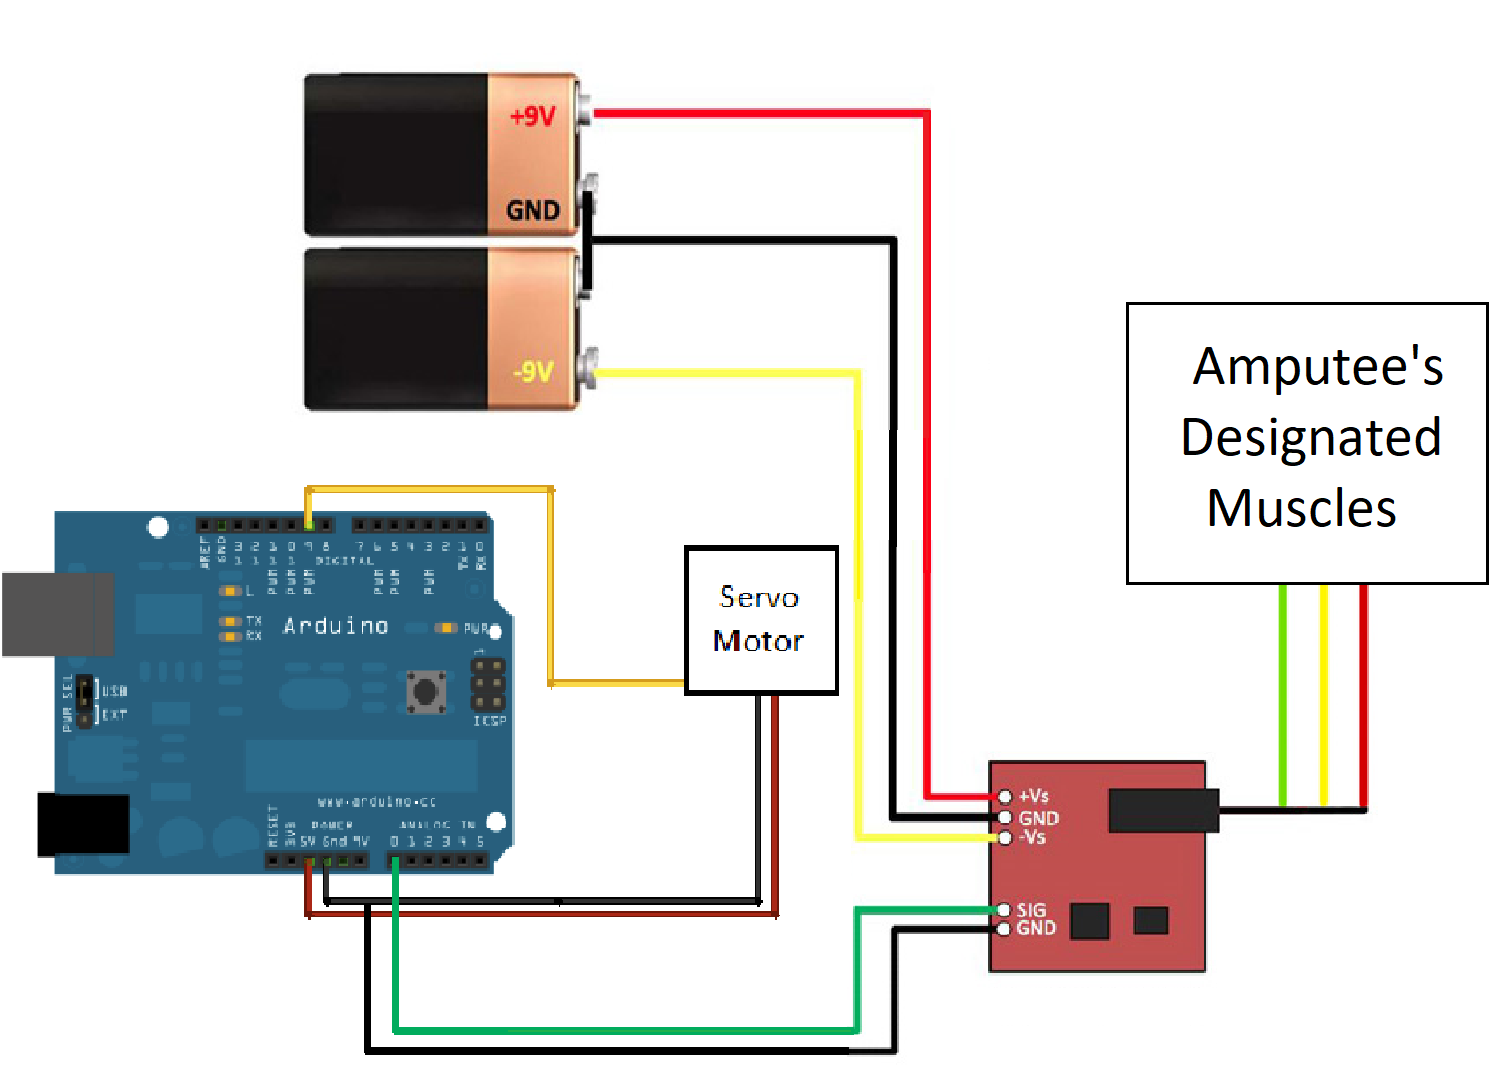 +9V
GND
-9V
Amputee's
Designated
Muscles
AREF
GND
13
12
11
10
9
8
7
6
5
4
3
2
1
0
DIGITAL
TX
RX
PWM
PWM
PWM
PWM
PWM
PWM
L
TX
RX
Arduino
PWR
1
ICSP
PWR SEL
USB
EXT
Servo
Motor
www.arduino.cc
POWER
ANALOG IN
RESET
3V3
5V
Gnd
9V
0
1
2
3
4
5
+Vs
GND
-Vs
SIG
GND